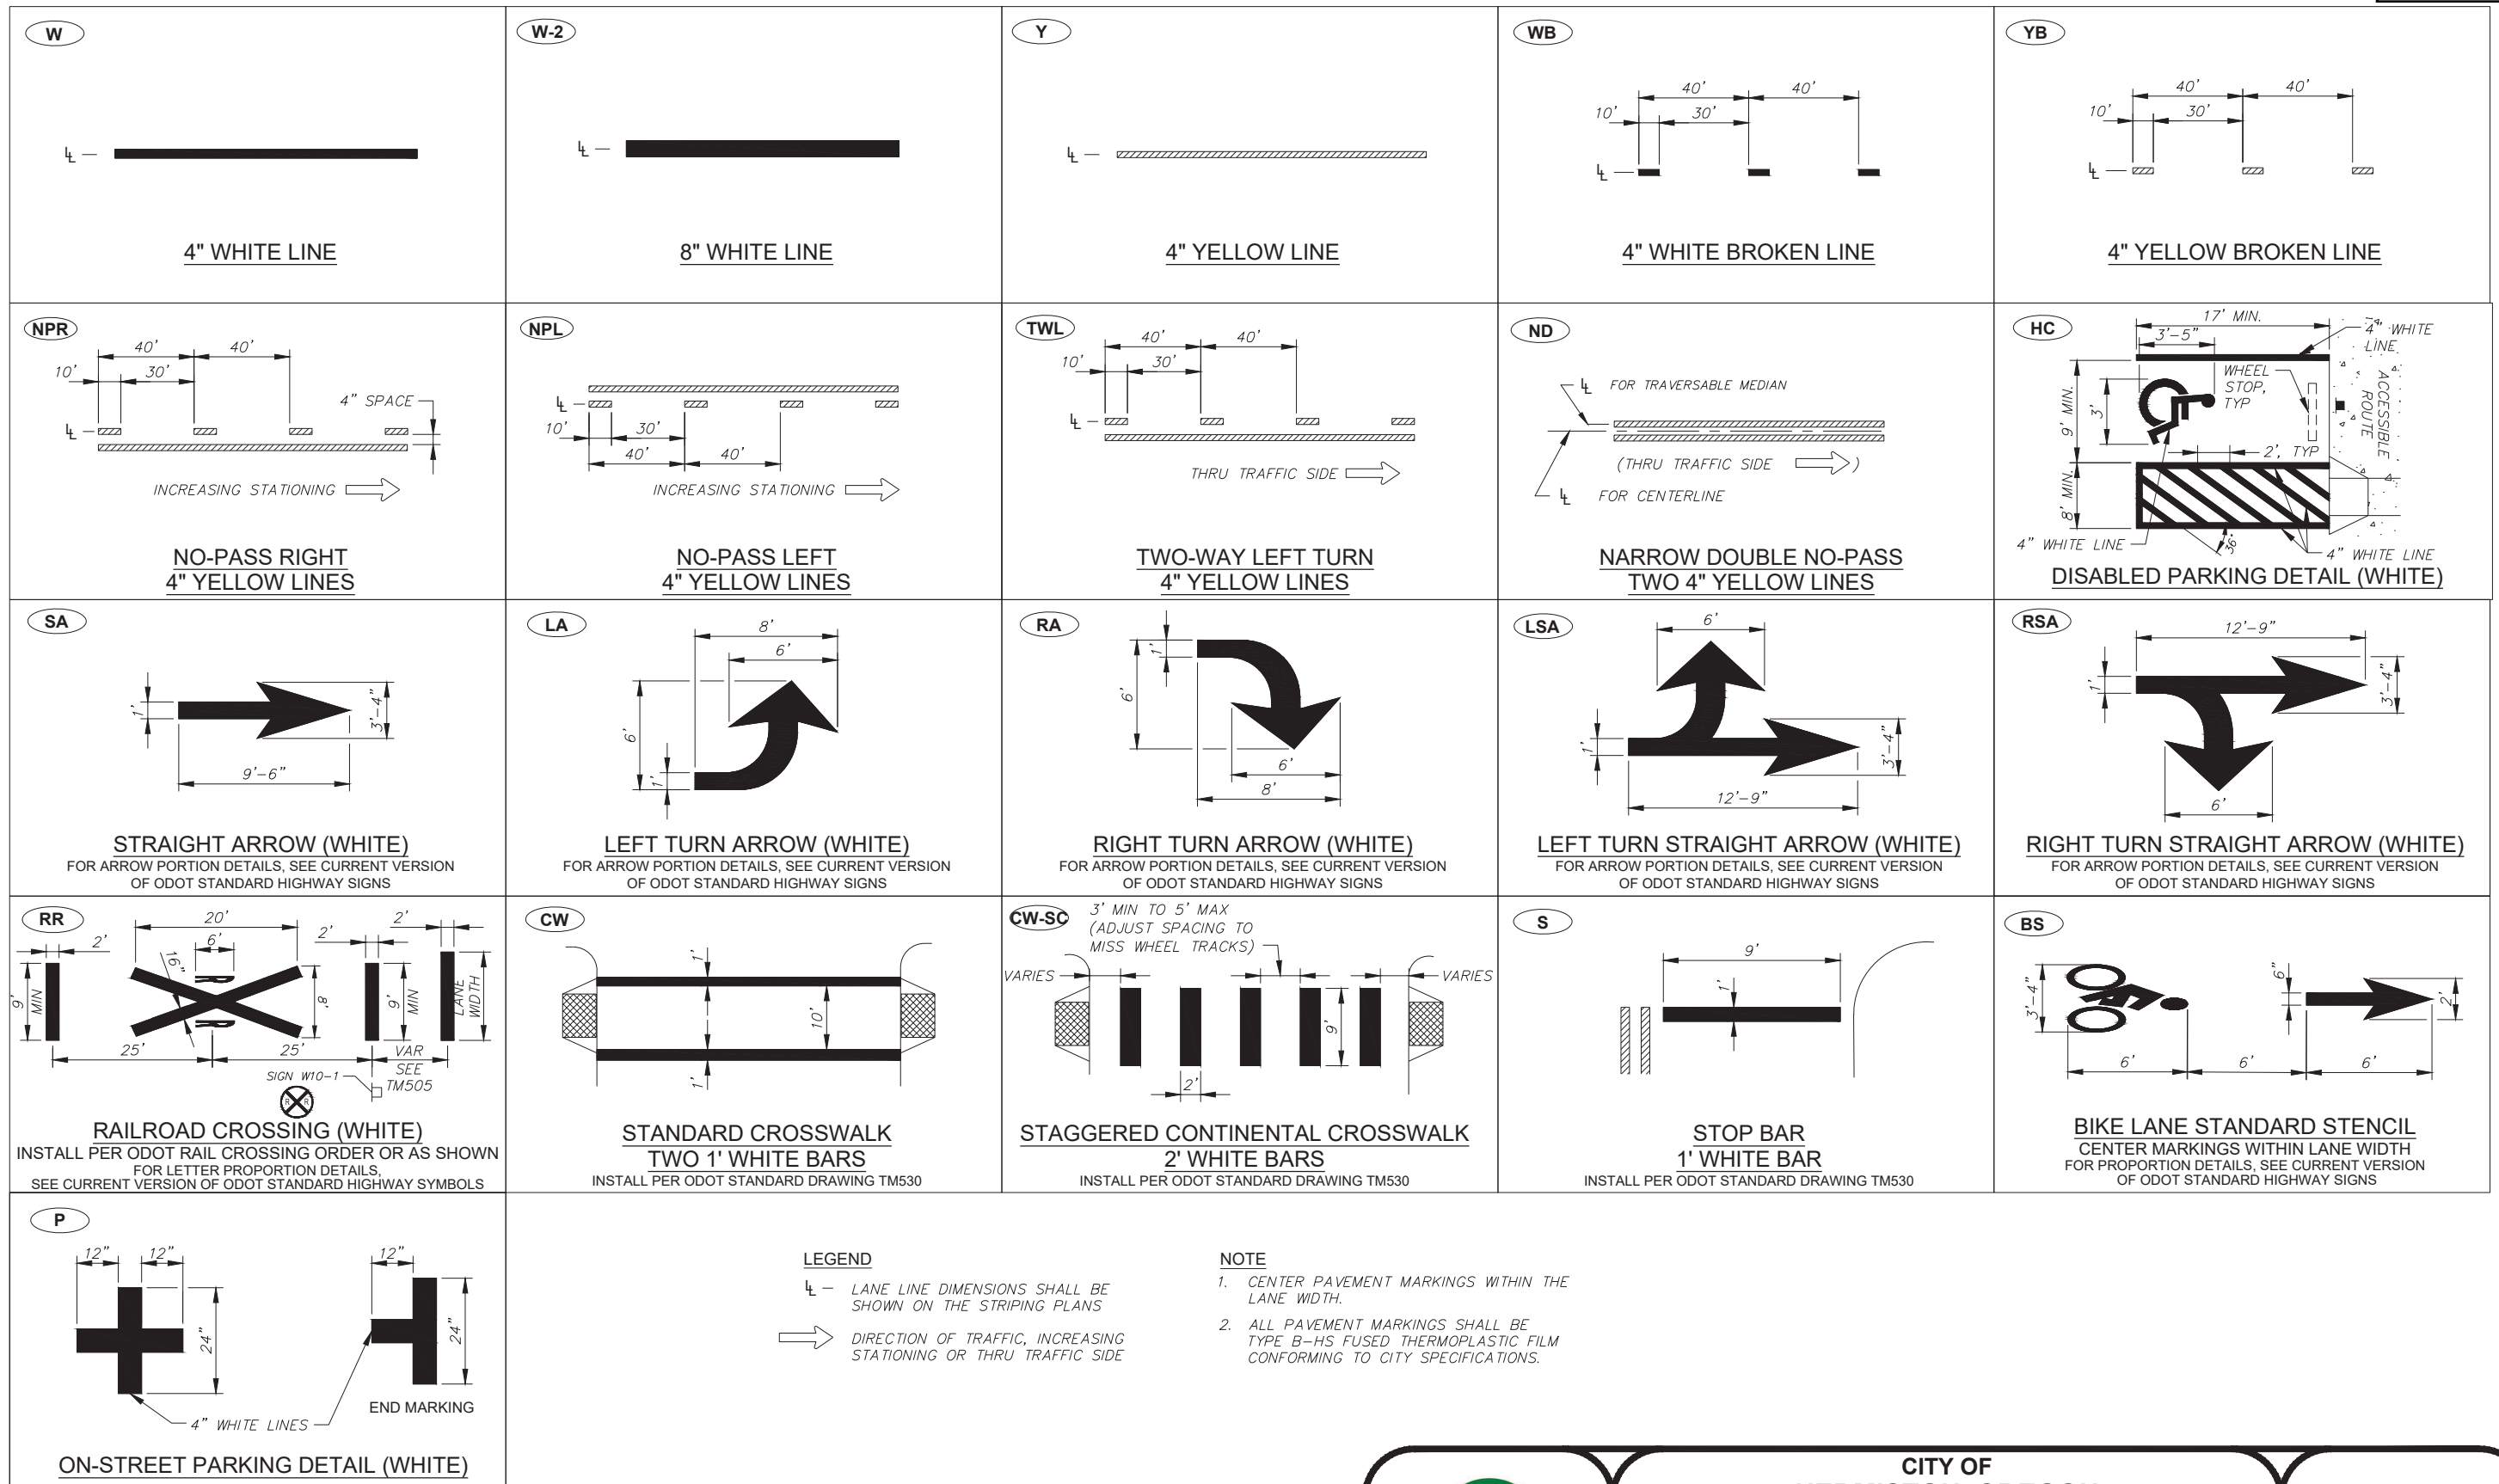 W
4" WHITE LINE
W-2
8" WHITE LINE
Y
4" YELLOW LINE
WB
40' 40'
10' 30'
4" WHITE BROKEN LINE
YB
40' 40'
10' 30'
4" YELLOW BROKEN LINE
NPR
40' 40'
10' 30'
4" SPACE
INCREASING STATIONING
NO-PASS RIGHT
4" YELLOW LINES
NPL
10' 30'
40' 40'
INCREASING STATIONING
NO-PASS LEFT
4" YELLOW LINES
TWL
40' 40'
10' 30'
THRU TRAFFIC SIDE
TWO-WAY LEFT TURN
4" YELLOW LINES
ND
FOR TRAVERSABLE MEDIAN
(THRU TRAFFIC SIDE )
FOR CENTERLINE
NARROW DOUBLE NO-PASS
TWO 4" YELLOW LINES
HC
17' MIN.
3'-5"
4" WHITE
LINE
WHEEL
STOP,
TYP
ACCESSIBLE
ROUTE
9' MIN.
3'
2', TYP
8' MIN.
36"
4" WHITE LINE
4" WHITE LINE
DISABLED PARKING DETAIL (WHITE)
SA
1'
3'-4"
9'-6"
STRAIGHT ARROW (WHITE)
FOR ARROW PORTION DETAILS, SEE CURRENT VERSION
OF ODOT STANDARD HIGHWAY SIGNS
LA
8'
6'
6'
1'
LEFT TURN ARROW (WHITE)
FOR ARROW PORTION DETAILS, SEE CURRENT VERSION
OF ODOT STANDARD HIGHWAY SIGNS
RA
1'
6'
6'
8'
RIGHT TURN ARROW (WHITE)
FOR ARROW PORTION DETAILS, SEE CURRENT VERSION
OF ODOT STANDARD HIGHWAY SIGNS
LSA
6'
1'
3'-4"
12'-9"
LEFT TURN STRAIGHT ARROW (WHITE)
FOR ARROW PORTION DETAILS, SEE CURRENT VERSION
OF ODOT STANDARD HIGHWAY SIGNS
RSA
12'-9"
1'
3'-4"
6'
RIGHT TURN STRAIGHT ARROW (WHITE)
FOR ARROW PORTION DETAILS, SEE CURRENT VERSION
OF ODOT STANDARD HIGHWAY SIGNS
RR
20'
2'
6'
2'
2'
16"
R
R
9'
MIN
8'
9'
MIN
LANE
WIDTH
25' 25'
VAR
SEE
TM505
SIGN W10-1
R R
RAILROAD CROSSING (WHITE)
INSTALL PER ODOT RAIL CROSSING ORDER OR AS SHOWN
FOR LETTER PROPORTION DETAILS,
SEE CURRENT VERSION OF ODOT STANDARD HIGHWAY SYMBOLS
CW
1'
10'
1'
STANDARD CROSSWALK
TWO 1' WHITE BARS
INSTALL PER ODOT STANDARD DRAWING TM530
CW-SC
3' MIN TO 5' MAX
(ADJUST SPACING TO
MISS WHEEL TRACKS)
VARIES
VARIES
9'
2'
STAGGERED CONTINENTAL CROSSWALK
2' WHITE BARS
INSTALL PER ODOT STANDARD DRAWING TM530
S
9'
1'
STOP BAR
1' WHITE BAR
INSTALL PER ODOT STANDARD DRAWING TM530
BS
3'-4"
6"
2'
6' 6' 6'
BIKE LANE STANDARD STENCIL
CENTER MARKINGS WITHIN LANE WIDTH
FOR PROPORTION DETAILS, SEE CURRENT VERSION
OF ODOT STANDARD HIGHWAY SIGNS
P
12" 12"
24"
12"
24"
END MARKING
4" WHITE LINES
ON-STREET PARKING DETAIL (WHITE)
LEGEND
LANE LINE DIMENSIONS SHALL BE
SHOWN ON THE STRIPING PLANS
DIRECTION OF TRAFFIC, INCREASING
STATIONING OR THRU TRAFFIC SIDE
NOTE
1. CENTER PAVEMENT MARKINGS WITHIN THE
LANE WIDTH.
2. ALL PAVEMENT MARKINGS SHALL BE
TYPE B-HS FUSED THERMOPLASTIC FILM
CONFORMING TO CITY SPECIFICATIONS.
CITY OF